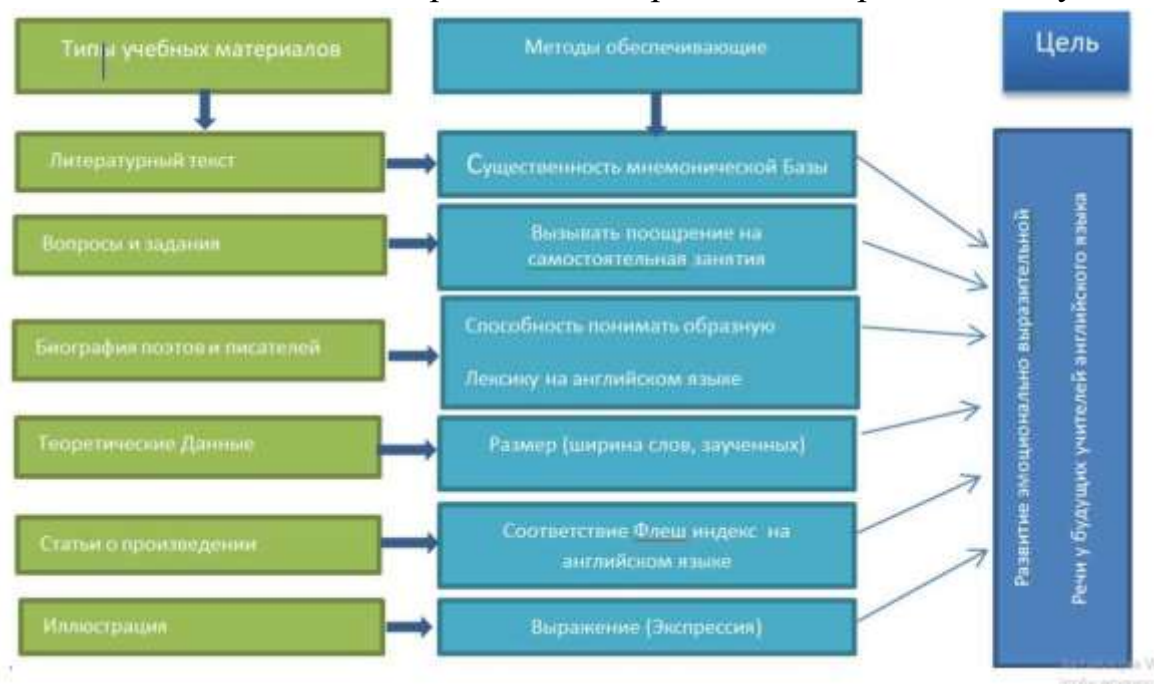 Типы учебных материалов
Методы обеспечивающие
Цель
Литературный текст
Существенность мнемонической Базы
Вопросы и задания
Вызывать поощрение на
самостоятельная занятия
Биография поэтов и писателей
Способность понимать образную
Лексику на английском языке
Теоретические Данные
Размер (ширина слов, заученных)
Статьи о произведении
Соответствие Флеш индекс на
английском языке
Иллюстрация
Выражение (Экспрессия)
Развитие эмоционально выразительной
Речи у будущих учителей английского языка